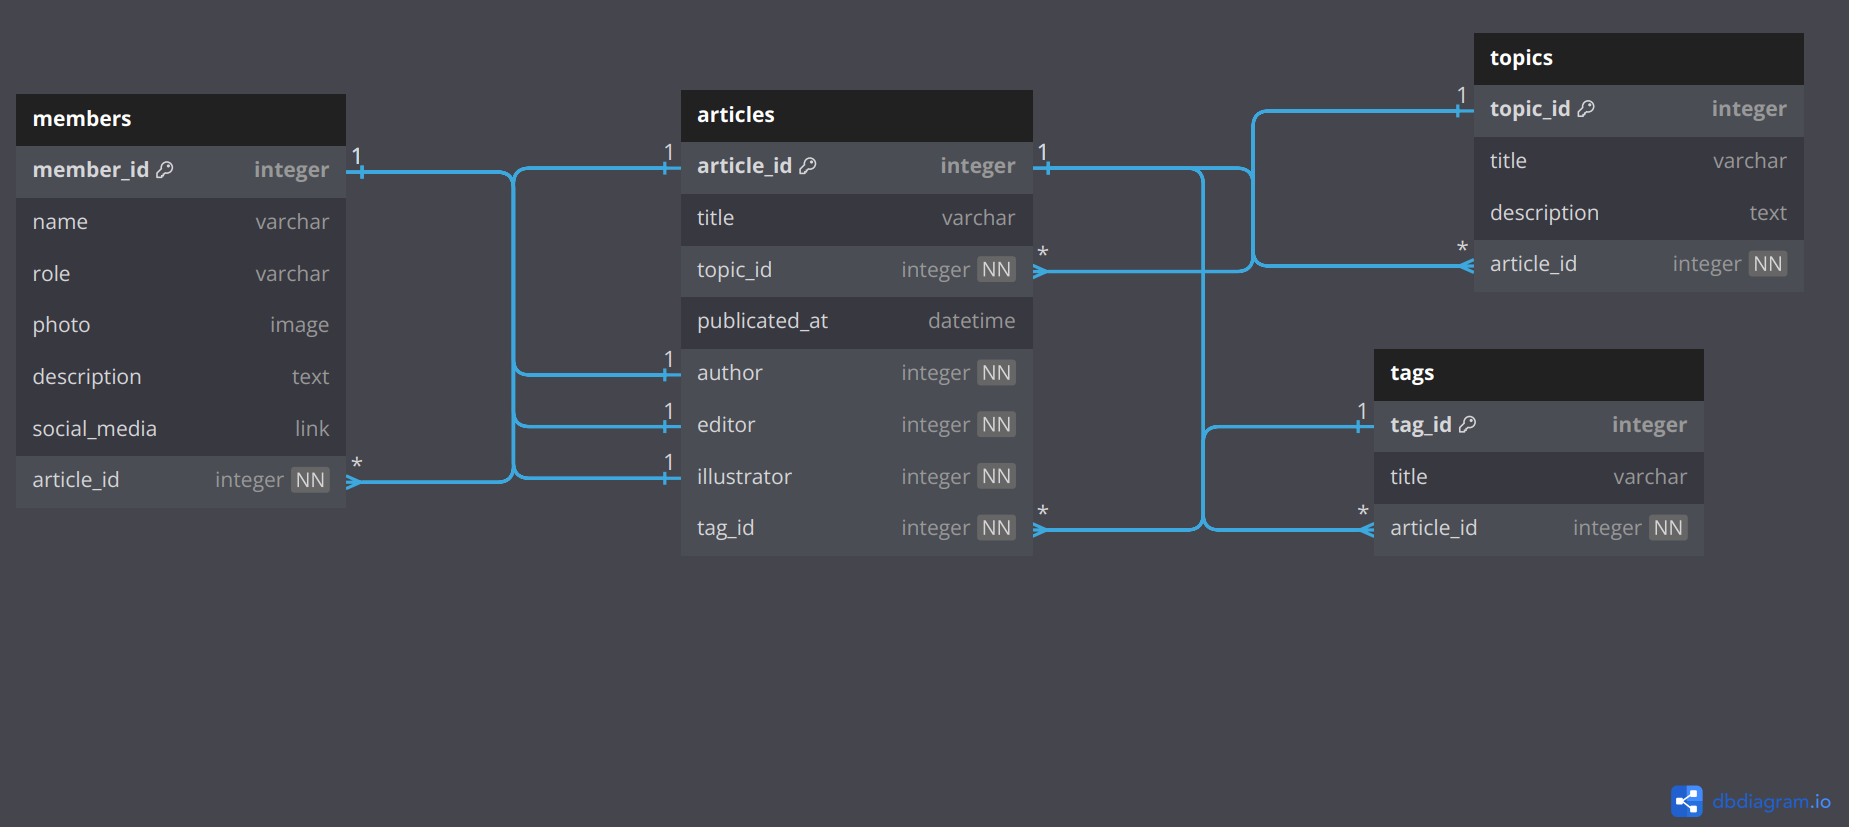 members
member_id integer
name varchar
role varchar
photo image
description text
social_media link
article_id integer NN
1
*
articles
article_id integer
title varchar
topic_id integer NN
publicated_at datetime
author integer NN
editor integer NN
illustrator integer NN
tag_id integer NN
1
1
1
1
1
*
*
topics
topic_id integer
title varchar
description text
article_id integer NN
1
*
tags
tag_id integer
title varchar
article_id integer NN
1
*
dbdiagram.io